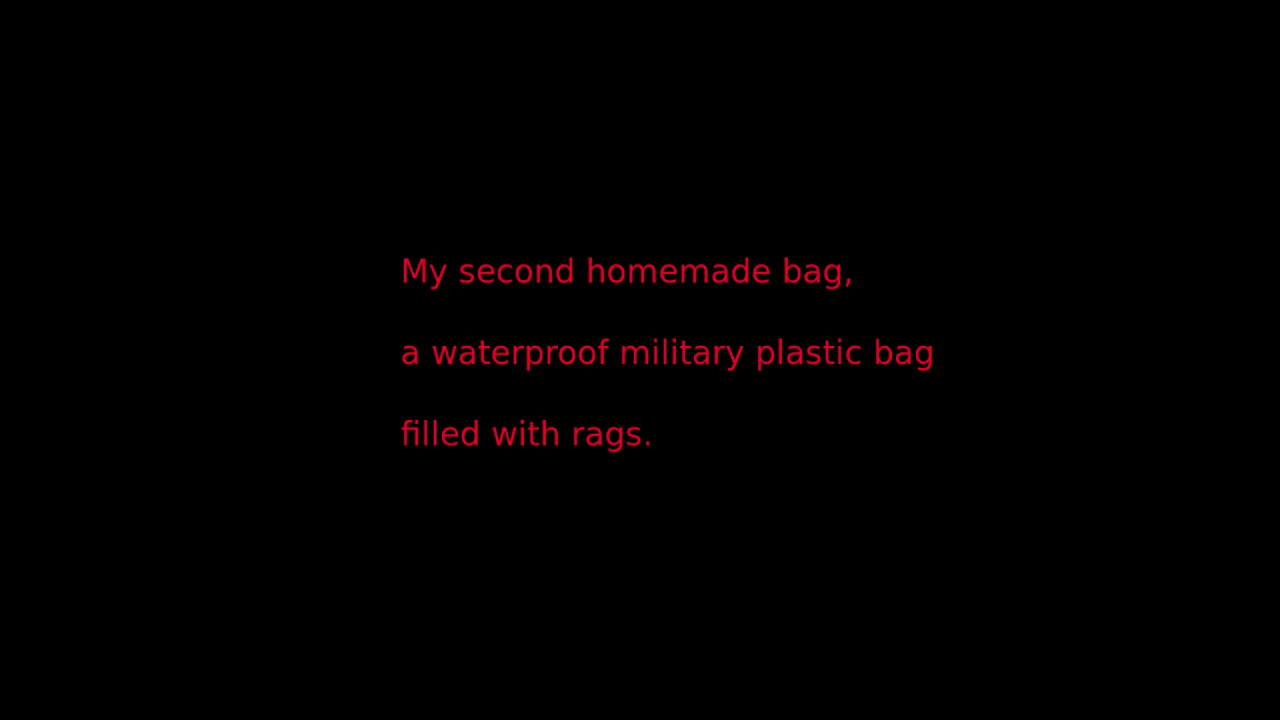 My second homemade bag,
a waterproof military plastic bag
filled with rags.